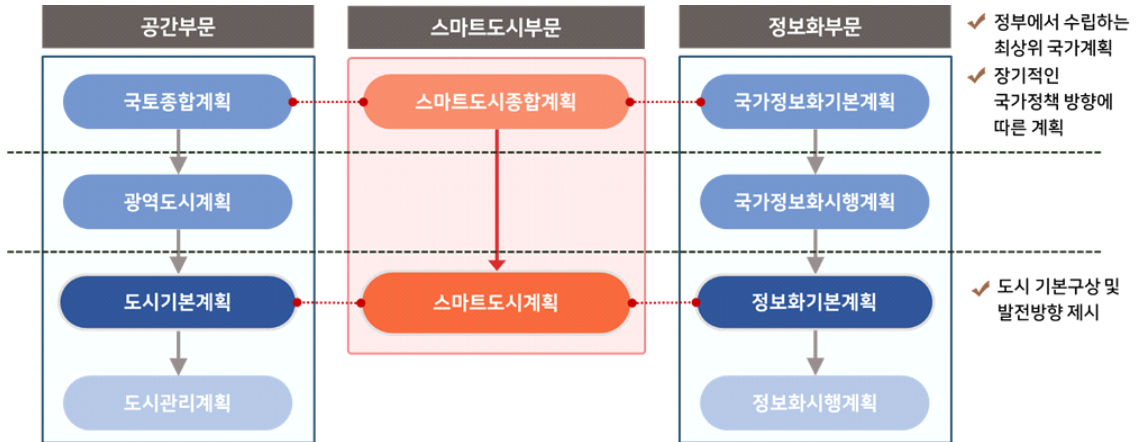 공간부문
스마트도시부문
정보화부문
정부에서 수립하는
최상위 국가계획
장기적인
국가정책 방향에
따른 계획
국토종합계획
스마트도시종합계획
국가정보화기본계획
광역도시계획
국가정보화시행계획
도시기본계획
스마트도시계획
정보화기본계획
도시 기본구상 및
발전방향 제시
도시관리계획
정보화시행계획